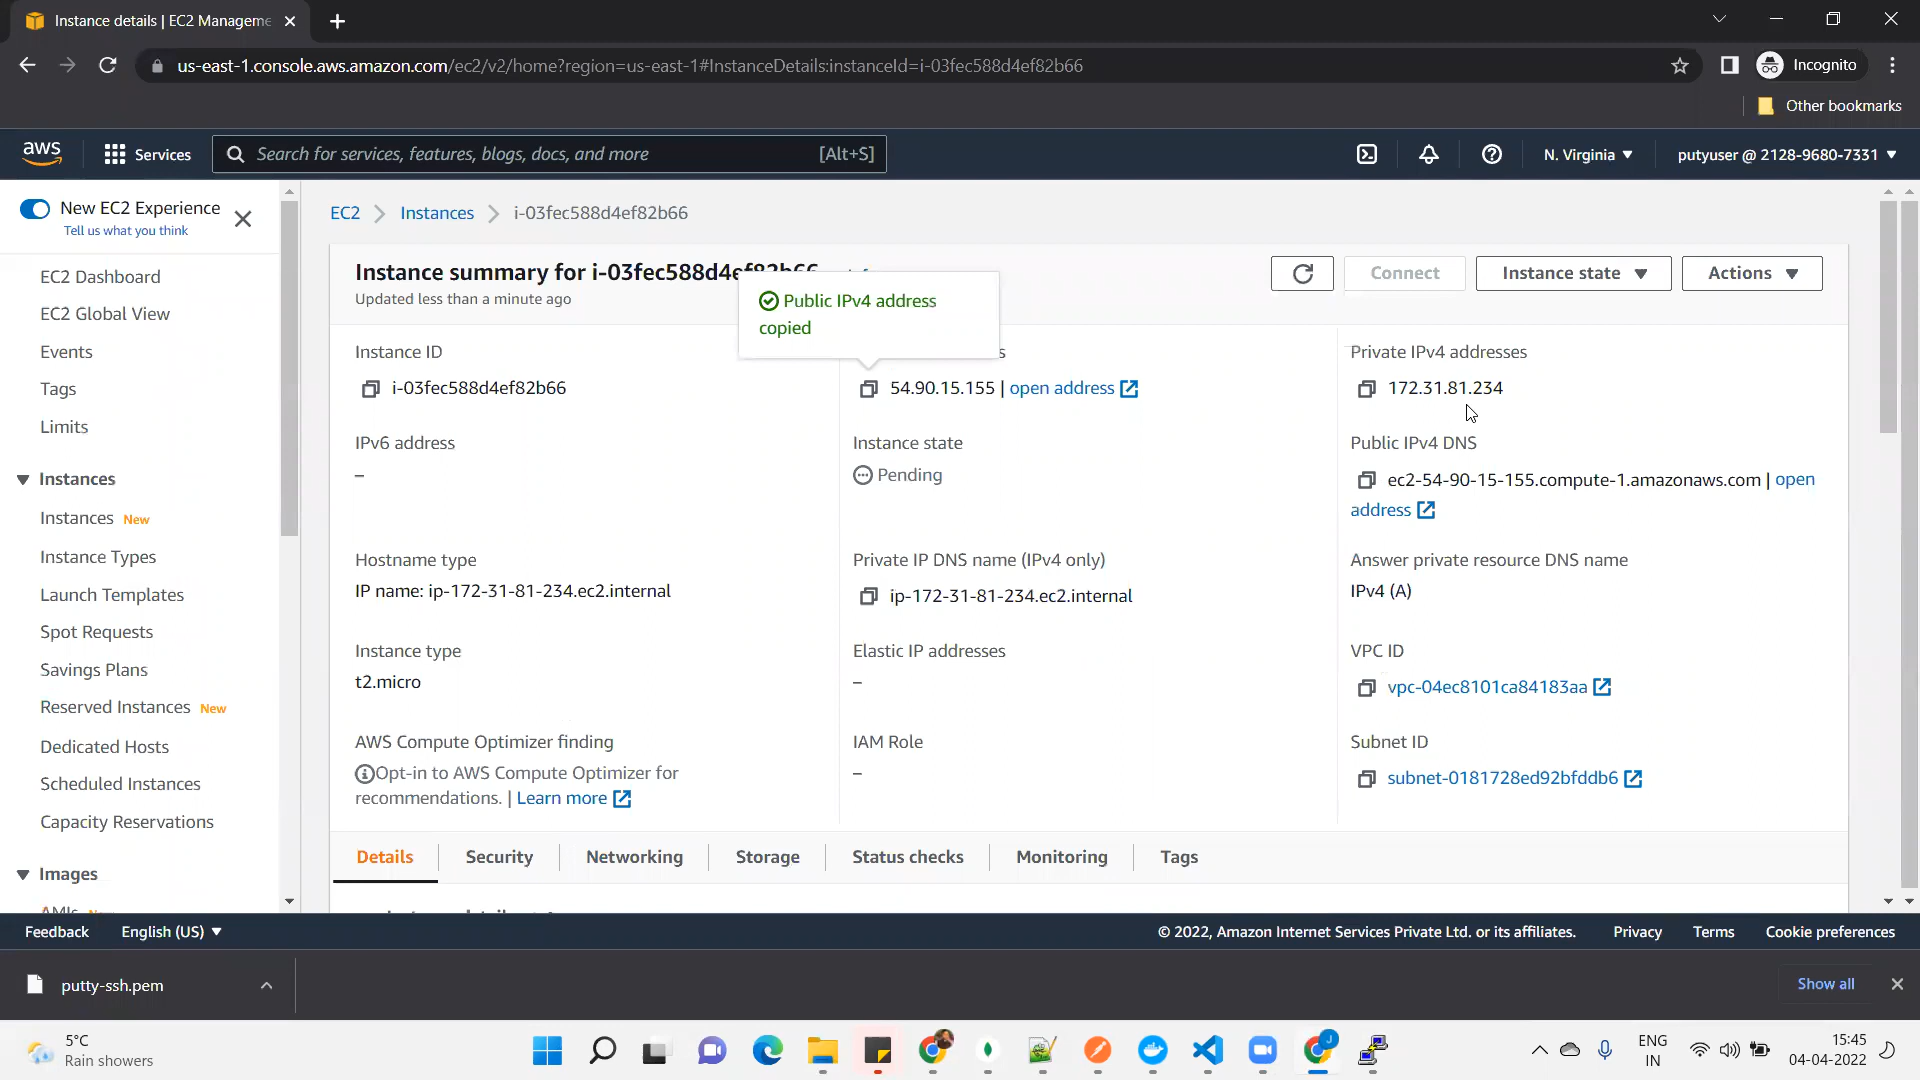 Instance details | EC2 Manageme
us-east-1.console.aws.amazon.com/ec2/v2/home?region=us-east-1#InstanceDetails:instanceId=i-03fec588d4ef82b66
Incognito
Other bookmarks
aws
Services
Search for services, features, blogs, docs, and more
[Alt+S]
N. Virginia
putyuser @ 2128-9680-7331
New EC2 Experience
Tell us what you think
EC2 Dashboard
EC2 Global View
Events
Tags
Limits
Instances
Instances New
Instance Types
Launch Templates
Spot Requests
Savings Plans
Reserved Instances New
Dedicated Hosts
Scheduled Instances
Capacity Reservations
Images
AMIs
EC2
Instances
i-03fec588d4ef82b66
Instance summary for i-03fec588d4ef82b66
Updated less than a minute ago
Connect
Instance state
Actions
Public IPv4 address
copied
Instance ID
i-03fec588d4ef82b66
54.90.15.155 | open address
Private IPv4 addresses
172.31.81.234
IPv6 address
–
Instance state
Pending
Public IPv4 DNS
ec2-54-90-15-155.compute-1.amazonaws.com | open
address
Hostname type
IP name: ip-172-31-81-234.ec2.internal
Private IP DNS name (IPv4 only)
ip-172-31-81-234.ec2.internal
Answer private resource DNS name
IPv4 (A)
Instance type
t2.micro
Elastic IP addresses
–
VPC ID
vpc-04ec8101ca84183aa
AWS Compute Optimizer finding
Opt-in to AWS Compute Optimizer for
recommendations. | Learn more
IAM Role
–
Subnet ID
subnet-0181728ed92bfddb6
Details
Security
Networking
Storage
Status checks
Monitoring
Tags
Feedback
English (US)
© 2022, Amazon Internet Services Private Ltd. or its affiliates.
Privacy
Terms
Cookie preferences
putty-ssh.pem
Show all
5°C
Rain showers
ENG
IN
15:45
04-04-2022